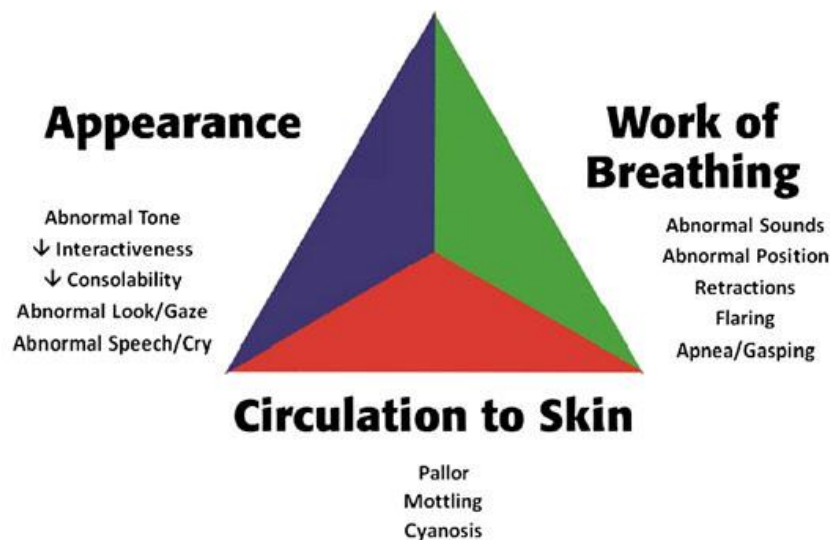 Appearance
Abnormal Tone
↓ Interactiveness
↓ Consolability
Abnormal Look/Gaze
Abnormal Speech/Cry
Work of
Breathing
Abnormal Sounds
Abnormal Position
Retractions
Flaring
Apnea/Gasping
Circulation to Skin
Pallor
Mottling
Cyanosis